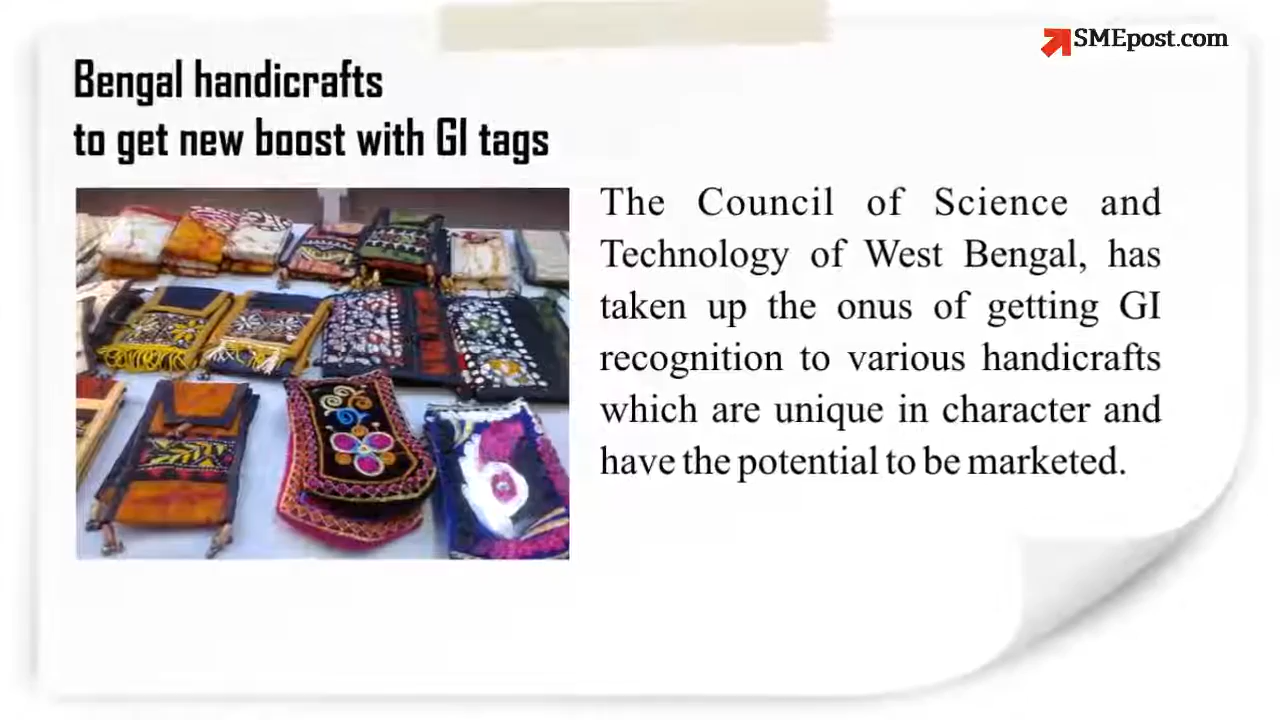 SMEpost.com
Bengal handicrafts
to get new boost with GI tags
The Council of Science and
Technology of West Bengal, has
taken up the onus of getting GI
recognition to various handicrafts
which are unique in character and
have the potential to be marketed.